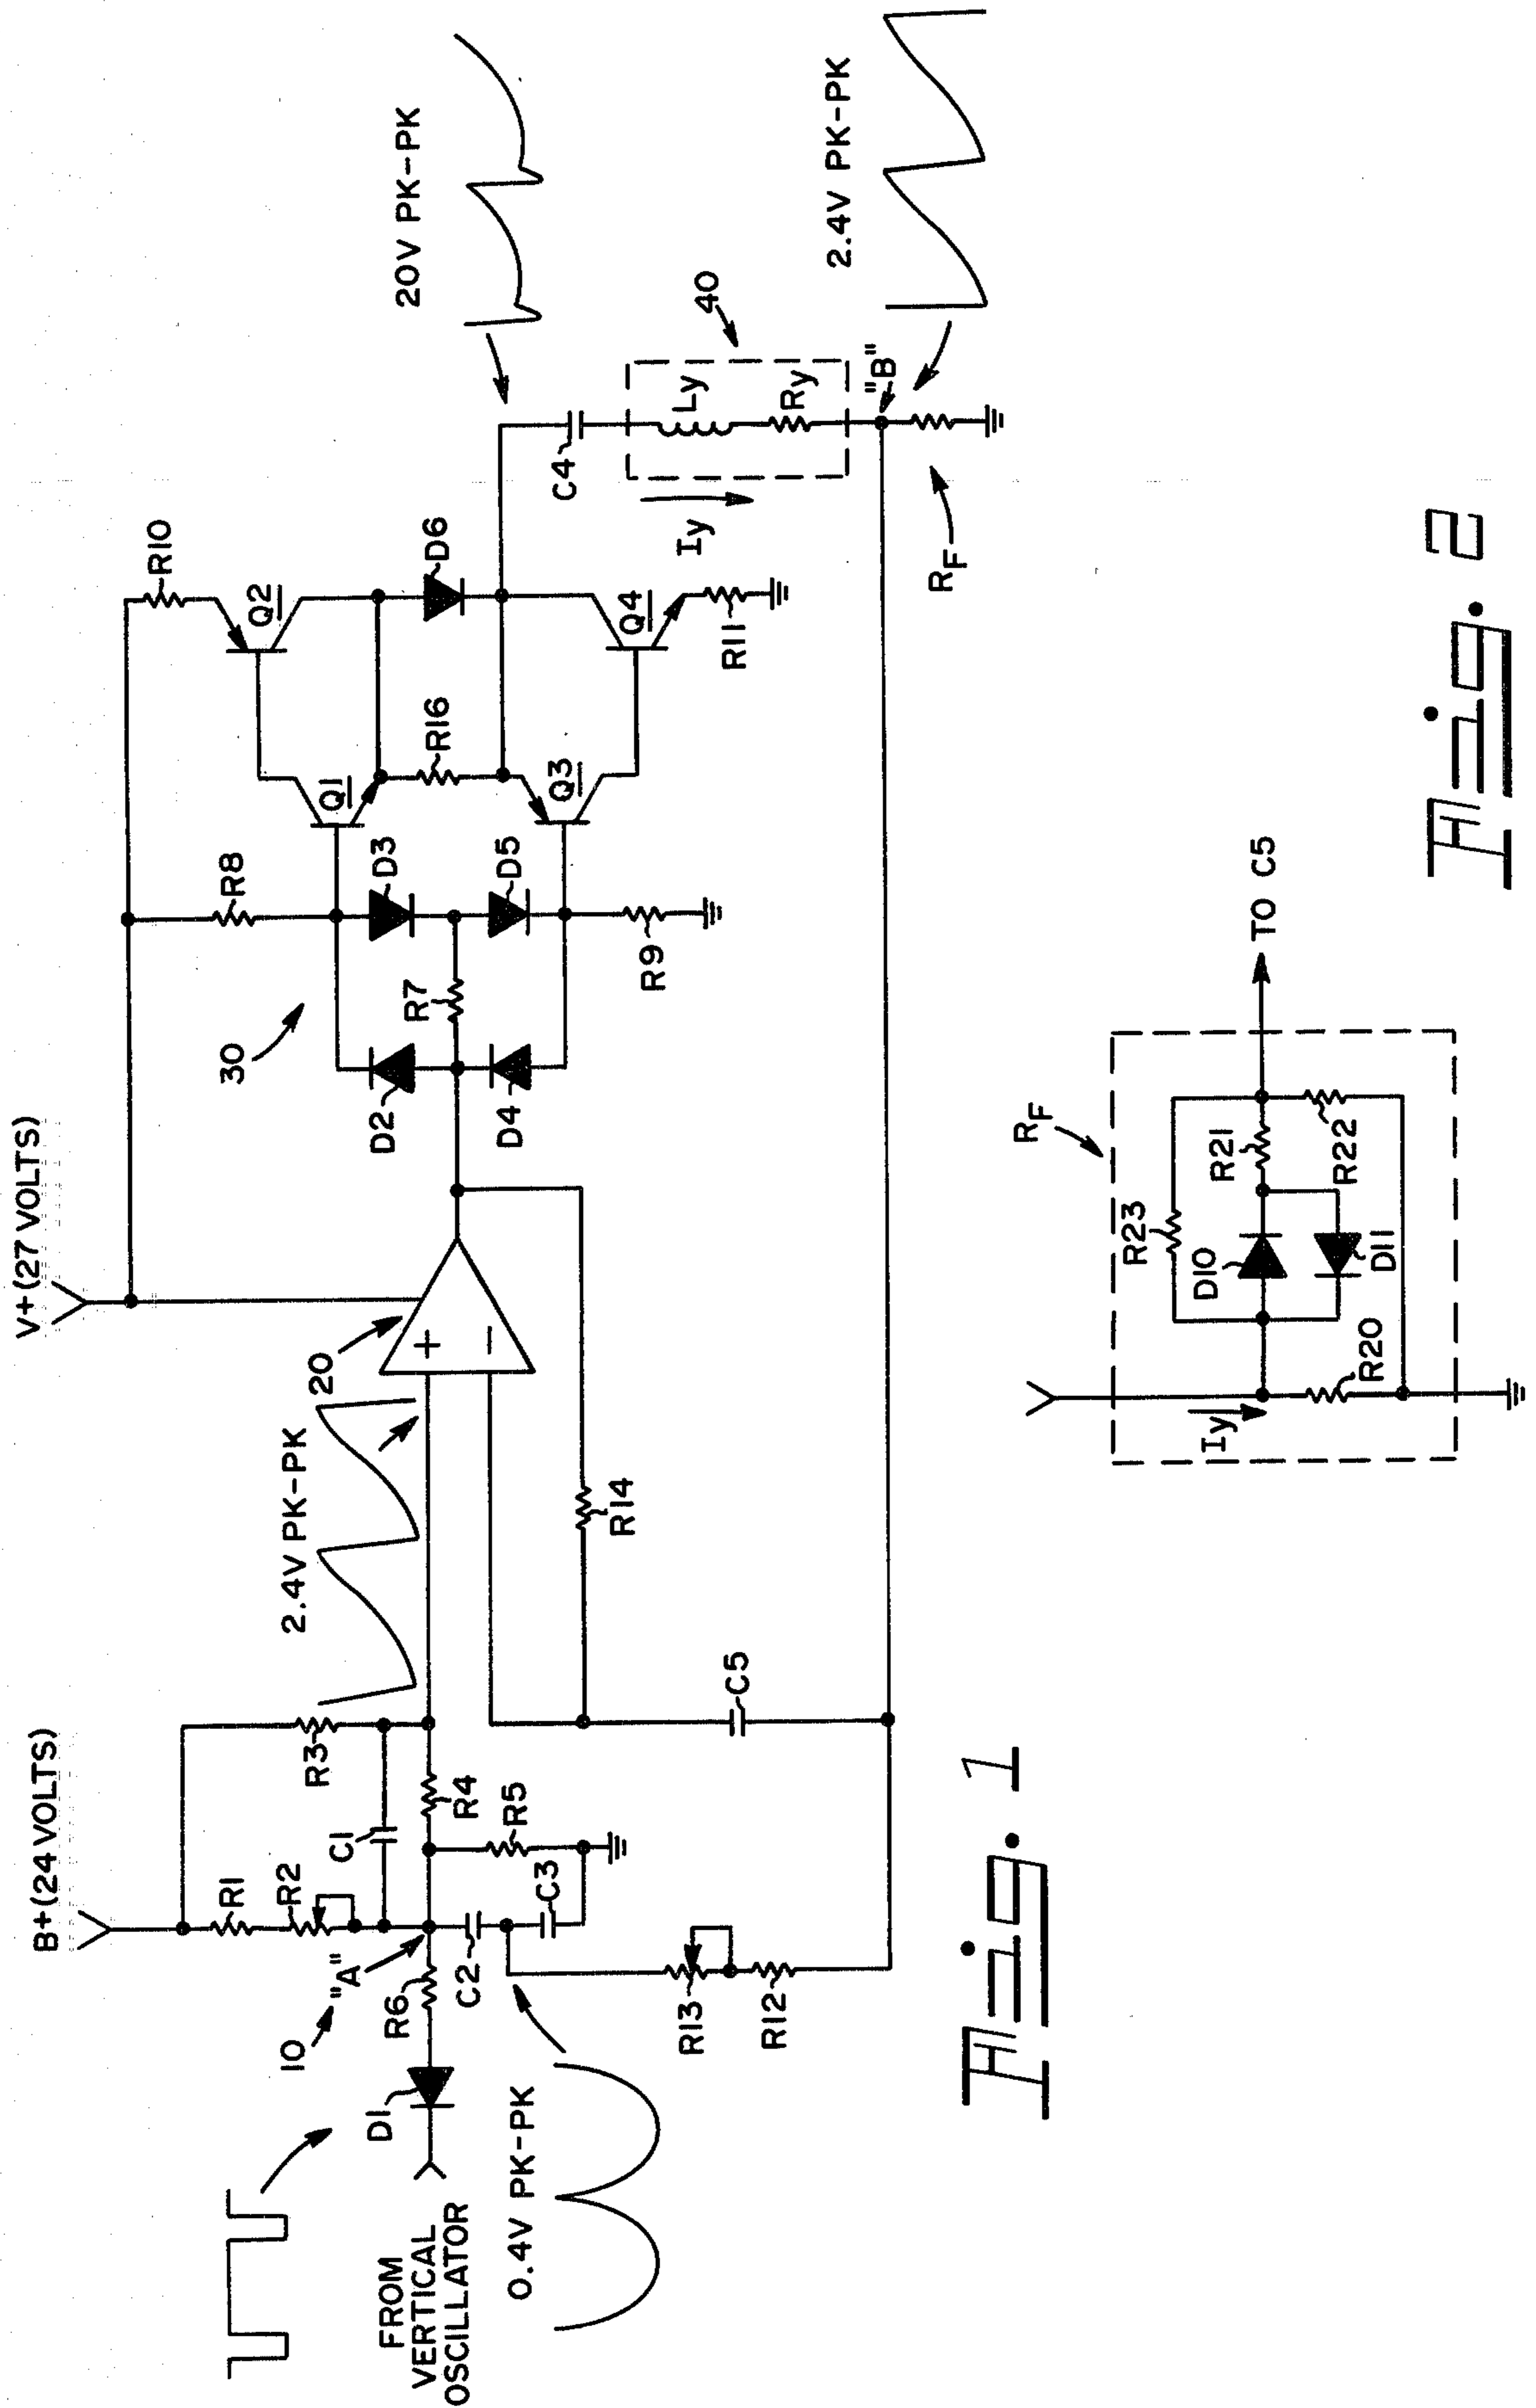 V+(27 VOLTS)
B+(24 VOLTS)
R10
20V PK-PK
R8
Q2
30
R3
2.4V PK-PK
20
Q1
D3
R16
D6
R1
R2
C1
D2
R7
D5
Q3
Q4
40
C4
Ly
Ry
2.4V PK-PK
10
"A"
D1
R6
R4
R5
+
−
D4
R9
R11
Iy
"B"
C2
C3
R14
RF
FROM
VERTICAL
OSCILLATOR
0.4V PK-PK
R13
R12
C5
Fig. 1
RF
R23
D10
R21
TO C5
D11
R22
Iy
R20
Fig. 2